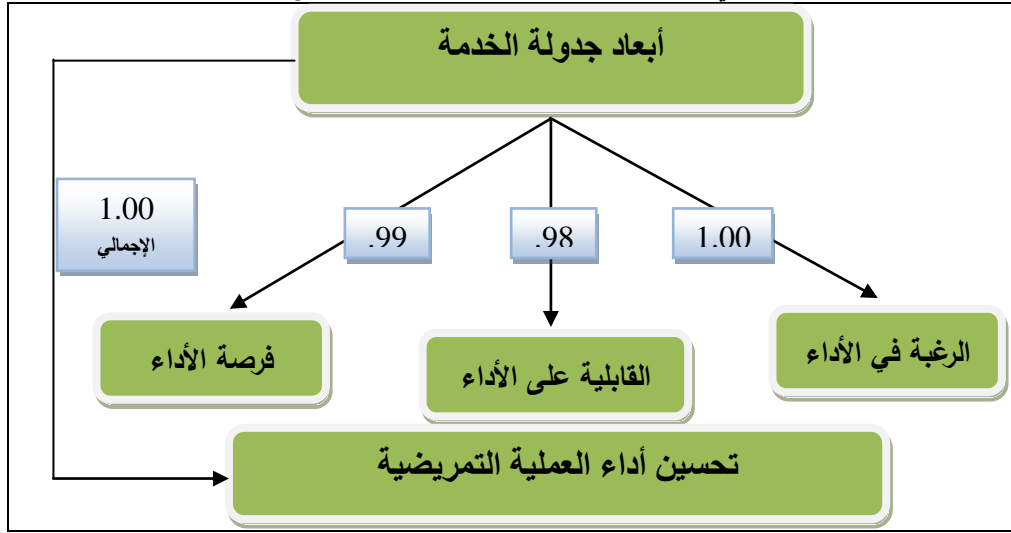 أبعاد جدولة الخدمة
1.00
الإجمالي
.99
.98
1.00
الرغبة في الأداء
القابلية على الأداء
فرصة الأداء
تحسين أداء العملية التمريضية